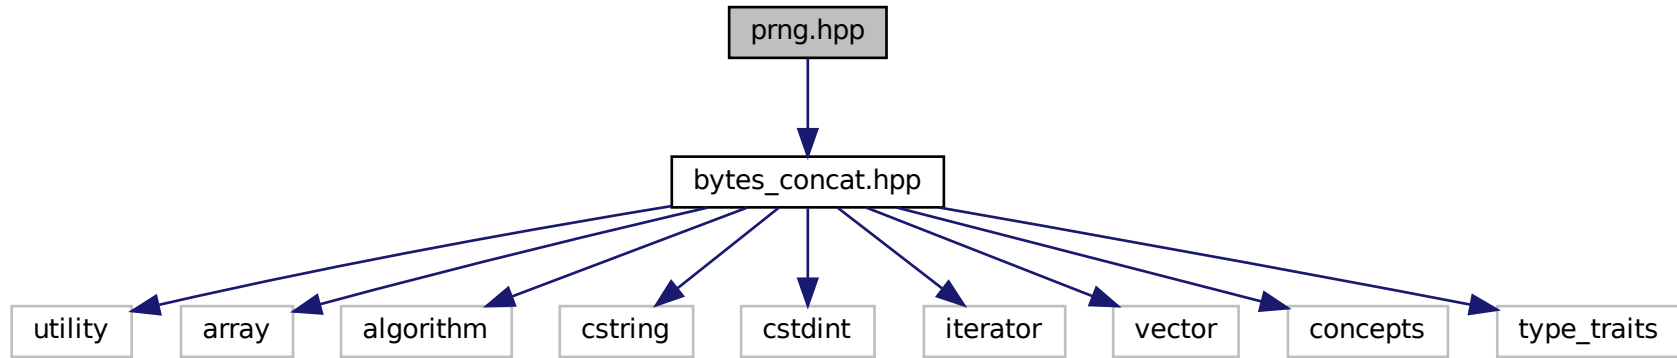 prng.hpp
bytes_concat.hpp
utility
array
algorithm
cstring
cstdint
iterator
vector
concepts
type_traits